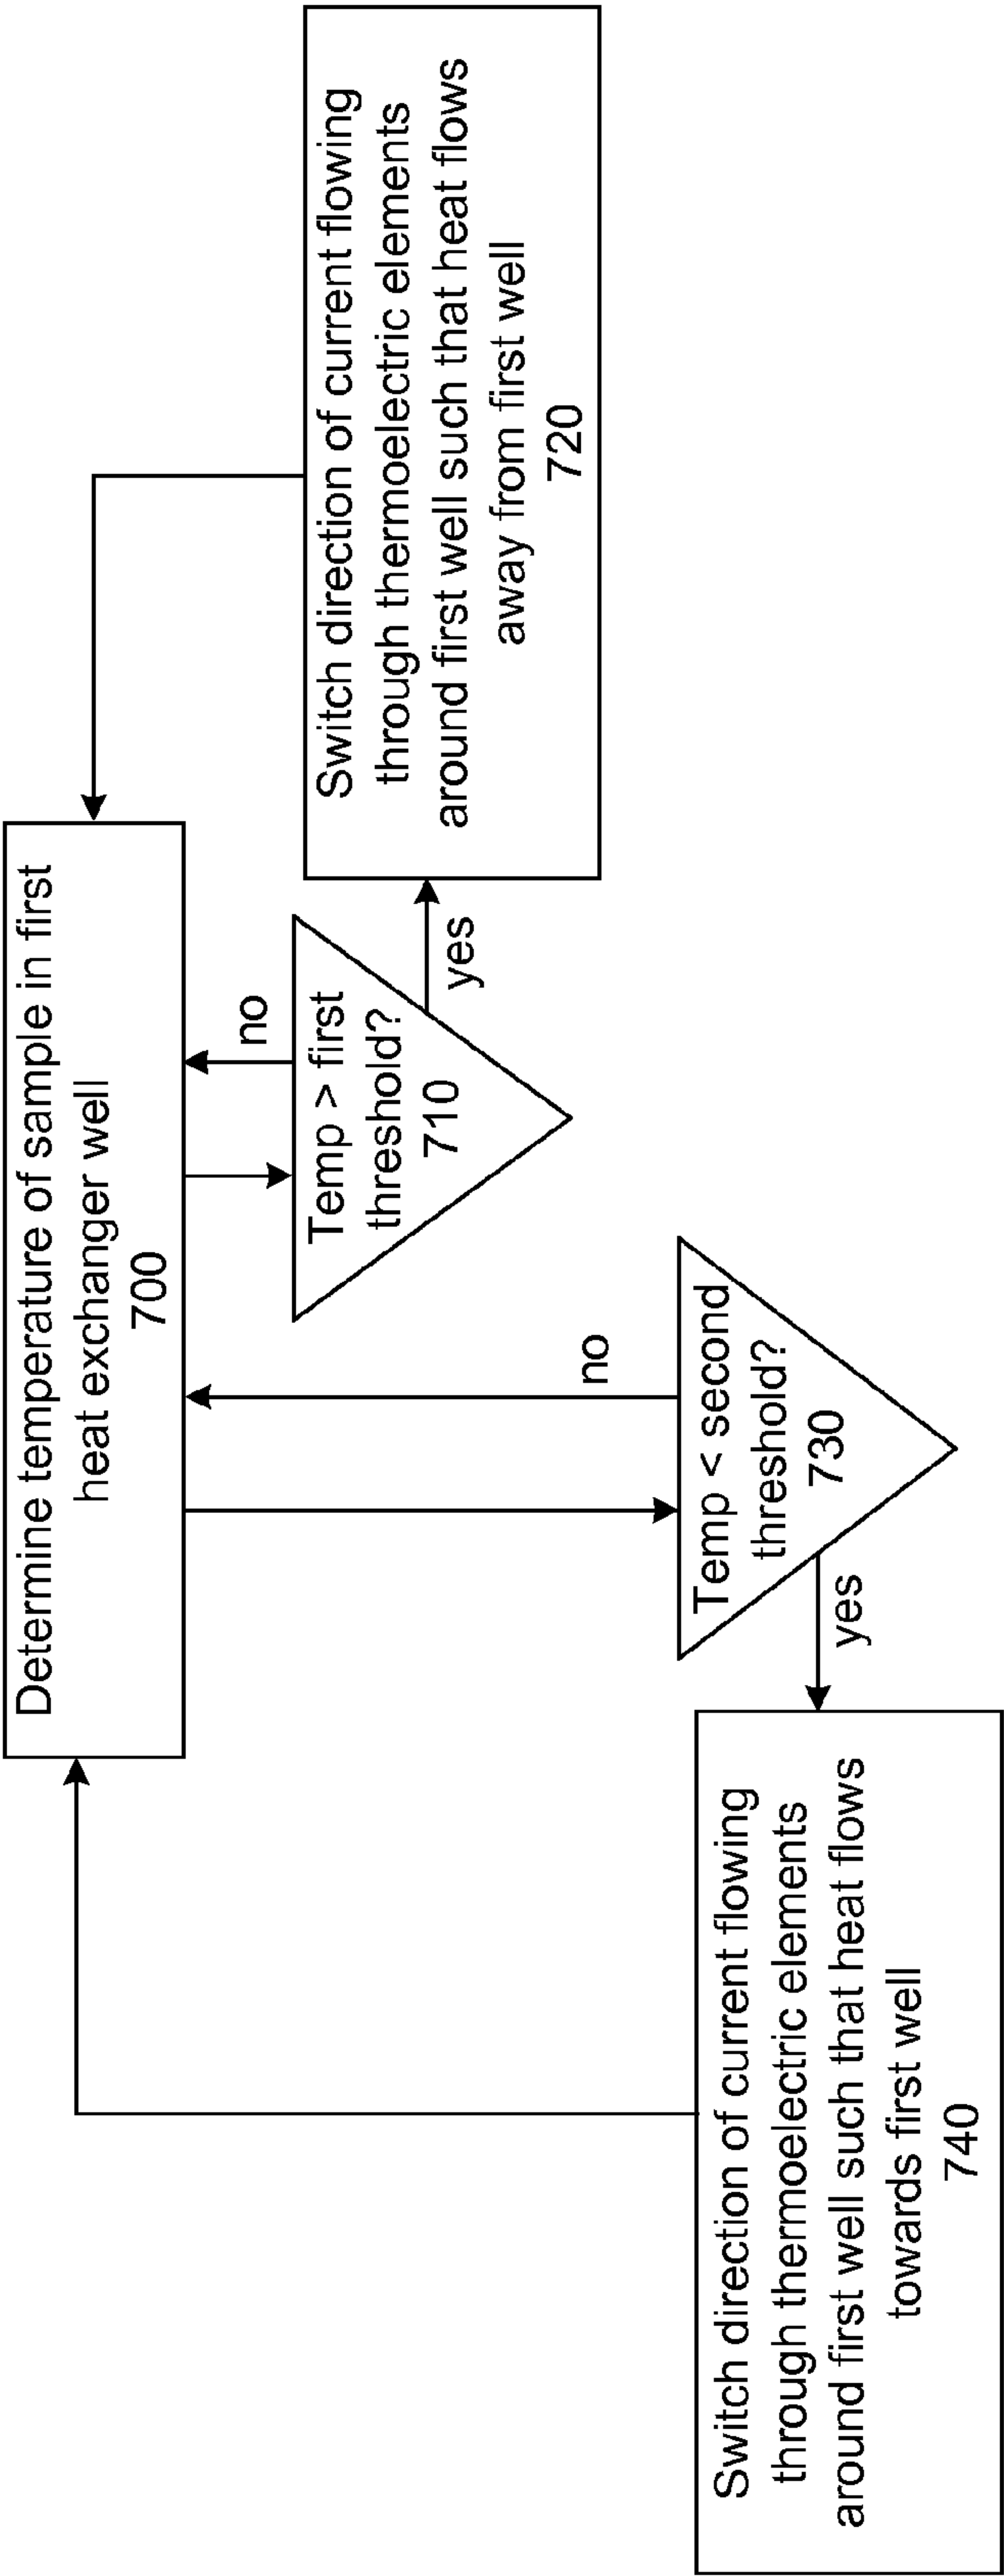 Determine temperature of sample in first
heat exchanger well
700
no
Temp > first
threshold?
710
yes
Switch direction of current flowing
through thermoelectric elements
around first well such that heat flows
away from first well
720
no
Temp < second
threshold?
730
yes
Switch direction of current flowing
through thermoelectric elements
around first well such that heat flows
towards first well
740